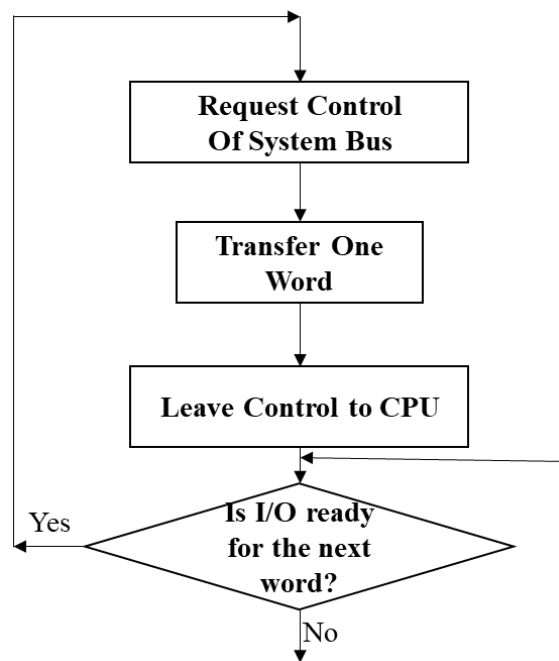 Request Control
Of System Bus
Transfer One
Word
Leave Control to CPU
Is I/O ready
for the next
word?
Yes
No